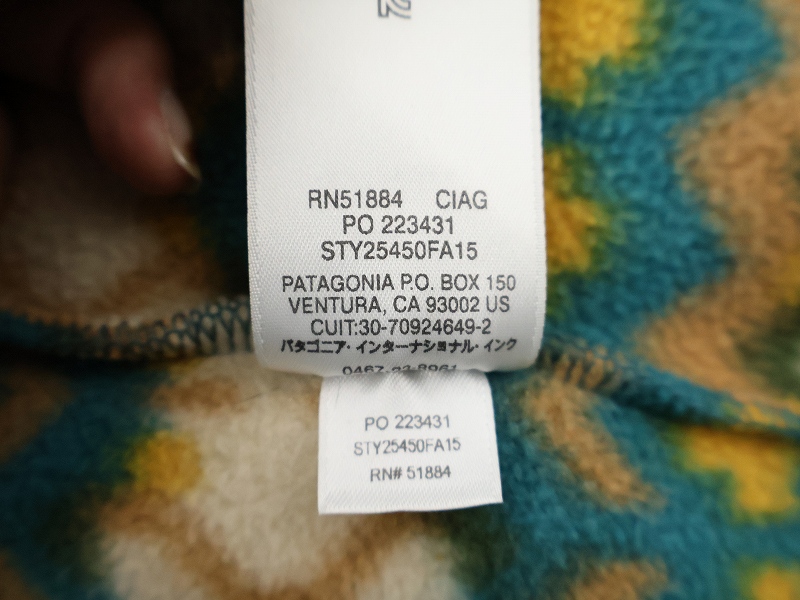 RN51884 CIAG
PO 223431
STY25450FA15
PATAGONIA P.O. BOX 150
VENTURA, CA 93002 US
CUIT:30-70924649-2
パタゴニア・インターナショナル・インク
PO 223431
STY25450FA15
RN# 51884